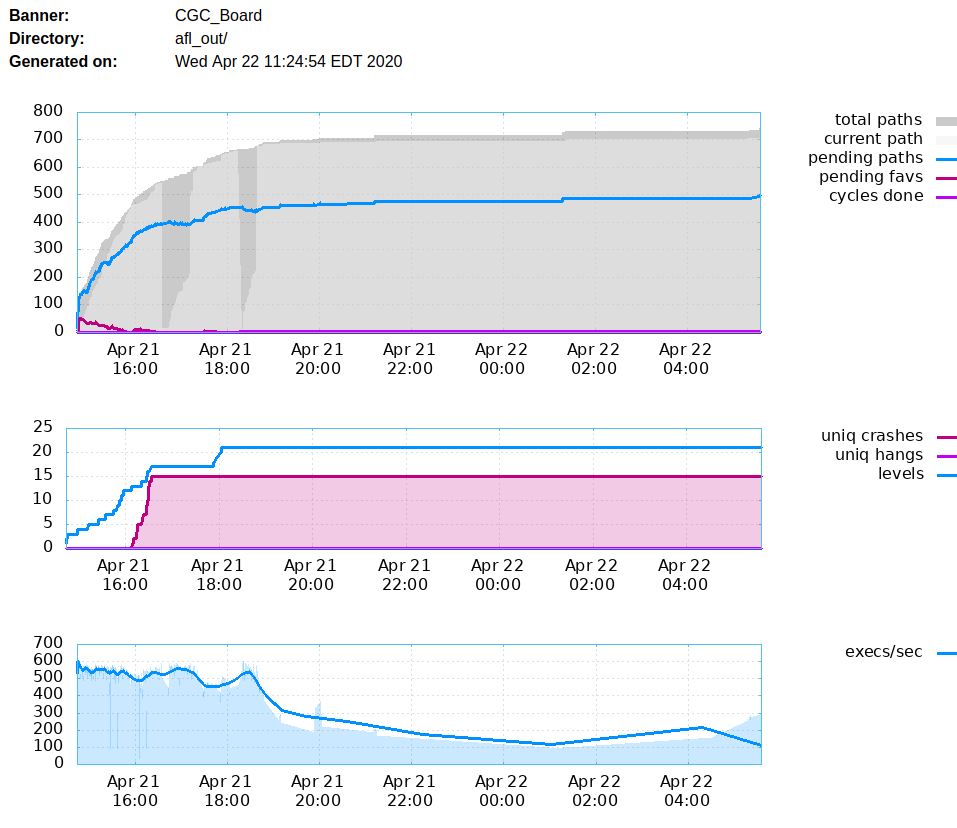 Banner: CGC_Board
Directory: afl_out/
Generated on: Wed Apr 22 11:24:54 EDT 2020
800
700
600
500
400
300
200
100
0
Apr 21 16:00
Apr 21 18:00
Apr 21 20:00
Apr 21 22:00
Apr 22 00:00
Apr 22 02:00
Apr 22 04:00
total paths
current path
pending paths
pending favs
cycles done
25
20
15
10
5
0
Apr 21 16:00
Apr 21 18:00
Apr 21 20:00
Apr 21 22:00
Apr 22 00:00
Apr 22 02:00
Apr 22 04:00
uniq crashes
uniq hangs
levels
700
600
500
400
300
200
100
0
Apr 21 16:00
Apr 21 18:00
Apr 21 20:00
Apr 21 22:00
Apr 22 00:00
Apr 22 02:00
Apr 22 04:00
execs/sec